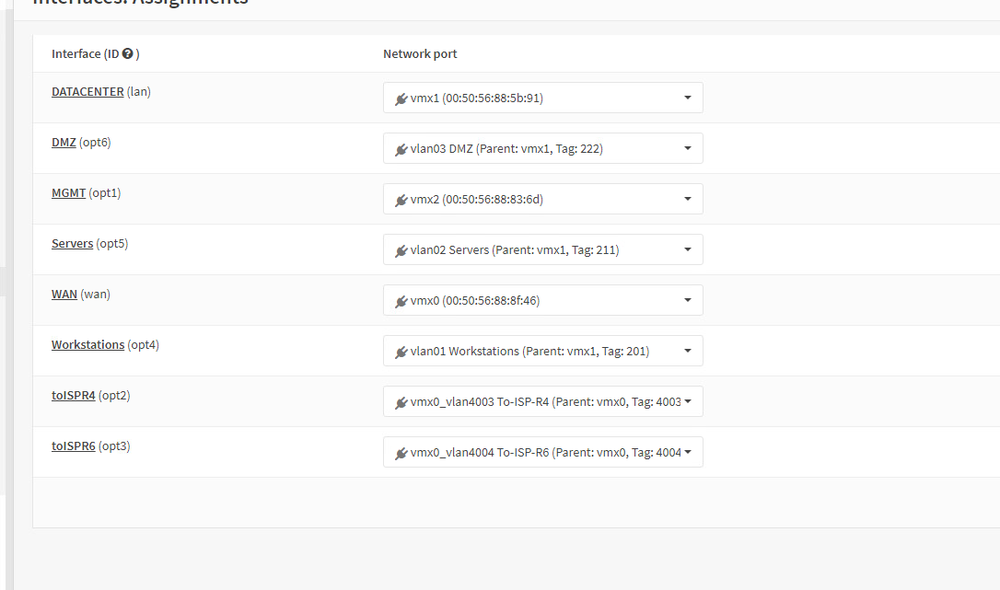 Interfaces: Assignments
Interface (ID ?) Network port
DATACENTER (lan) vmx1 (00:50:56:88:5b:91)
DMZ (opt6) vlan03 DMZ (Parent: vmx1, Tag: 222)
MGMT (opt1) vmx2 (00:50:56:88:83:6d)
Servers (opt5) vlan02 Servers (Parent: vmx1, Tag: 211)
WAN (wan) vmx0 (00:50:56:88:8f:46)
Workstations (opt4) vlan01 Workstations (Parent: vmx1, Tag: 201)
toISPR4 (opt2) vmx0_vlan4003 To-ISP-R4 (Parent: vmx0, Tag: 4003
toISPR6 (opt3) vmx0_vlan4004 To-ISP-R6 (Parent: vmx0, Tag: 4004